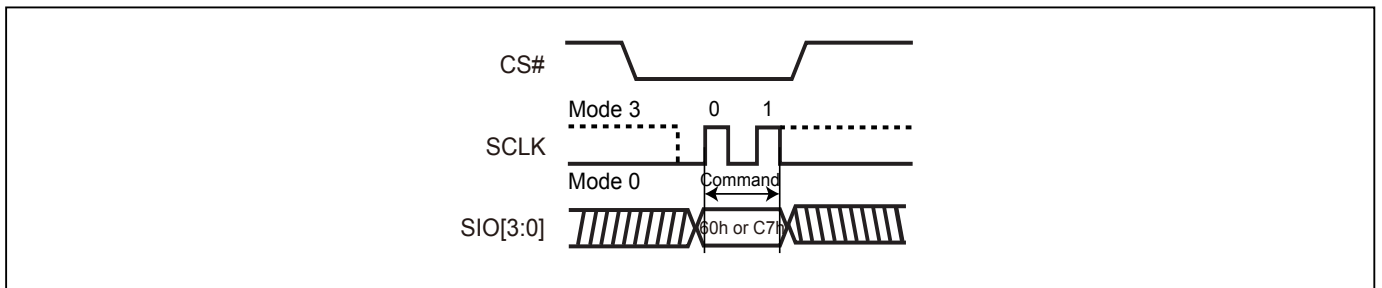 CS#
Mode 3 0 1
SCLK
Mode 0 Command
SIO[3:0] 60h or C7h